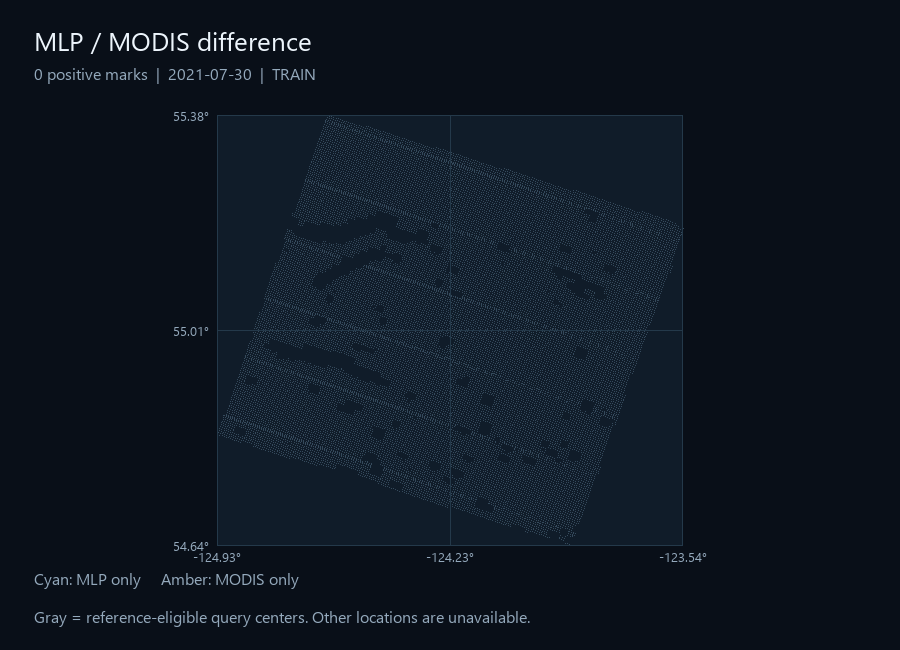 MLP / MODIS difference
0 positive marks | 2021-07-30 | TRAIN
55.38°
55.01°
54.64°
-124.93° -124.23° -123.54°
Cyan: MLP only Amber: MODIS only
Gray = reference-eligible query centers. Other locations are unavailable.